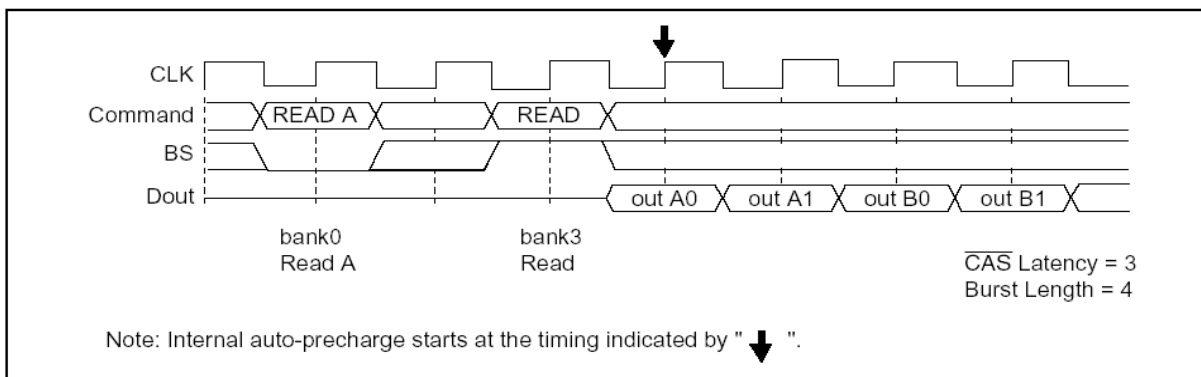 CLK
Command READ A READ
BS
Dout out A0 out A1 out B0 out B1
bank0 bank3
Read A Read
CAS Latency = 3
Burst Length = 4
Note: Internal auto-precharge starts at the timing indicated by " ".